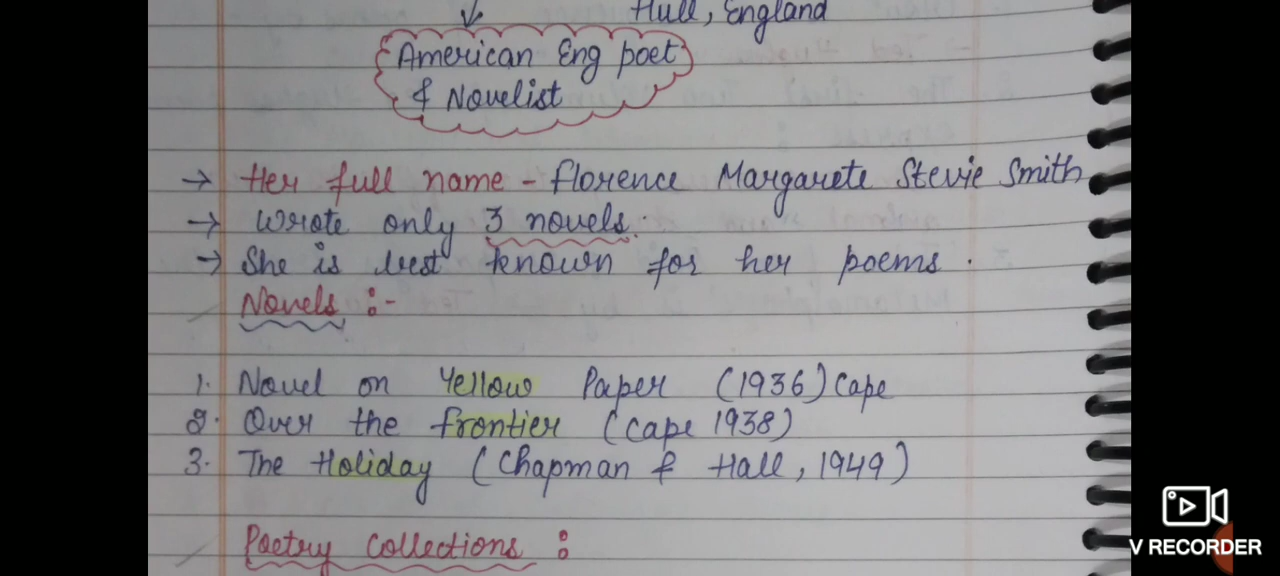 Hull, England
American Eng poet
& Novelist
→ Her full name - Florence Margarete Stevie Smith
→ Wrote only 3 novels.
→ She is best known for her poems.
Novels :-
1. Novel on Yellow Paper (1936) Cape
2. Over the frontier (Cape 1938)
3. The Holiday (Chapman & Hall, 1949)
Poetry Collections :
V RECORDER